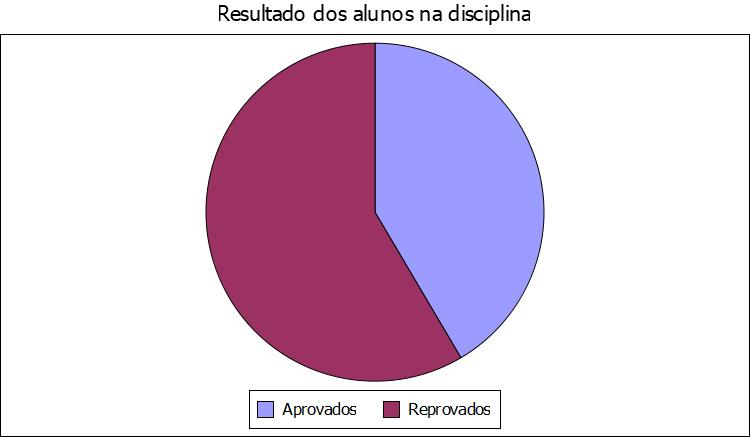 Resultado dos alunos na disciplina
Aprovados Reprovados